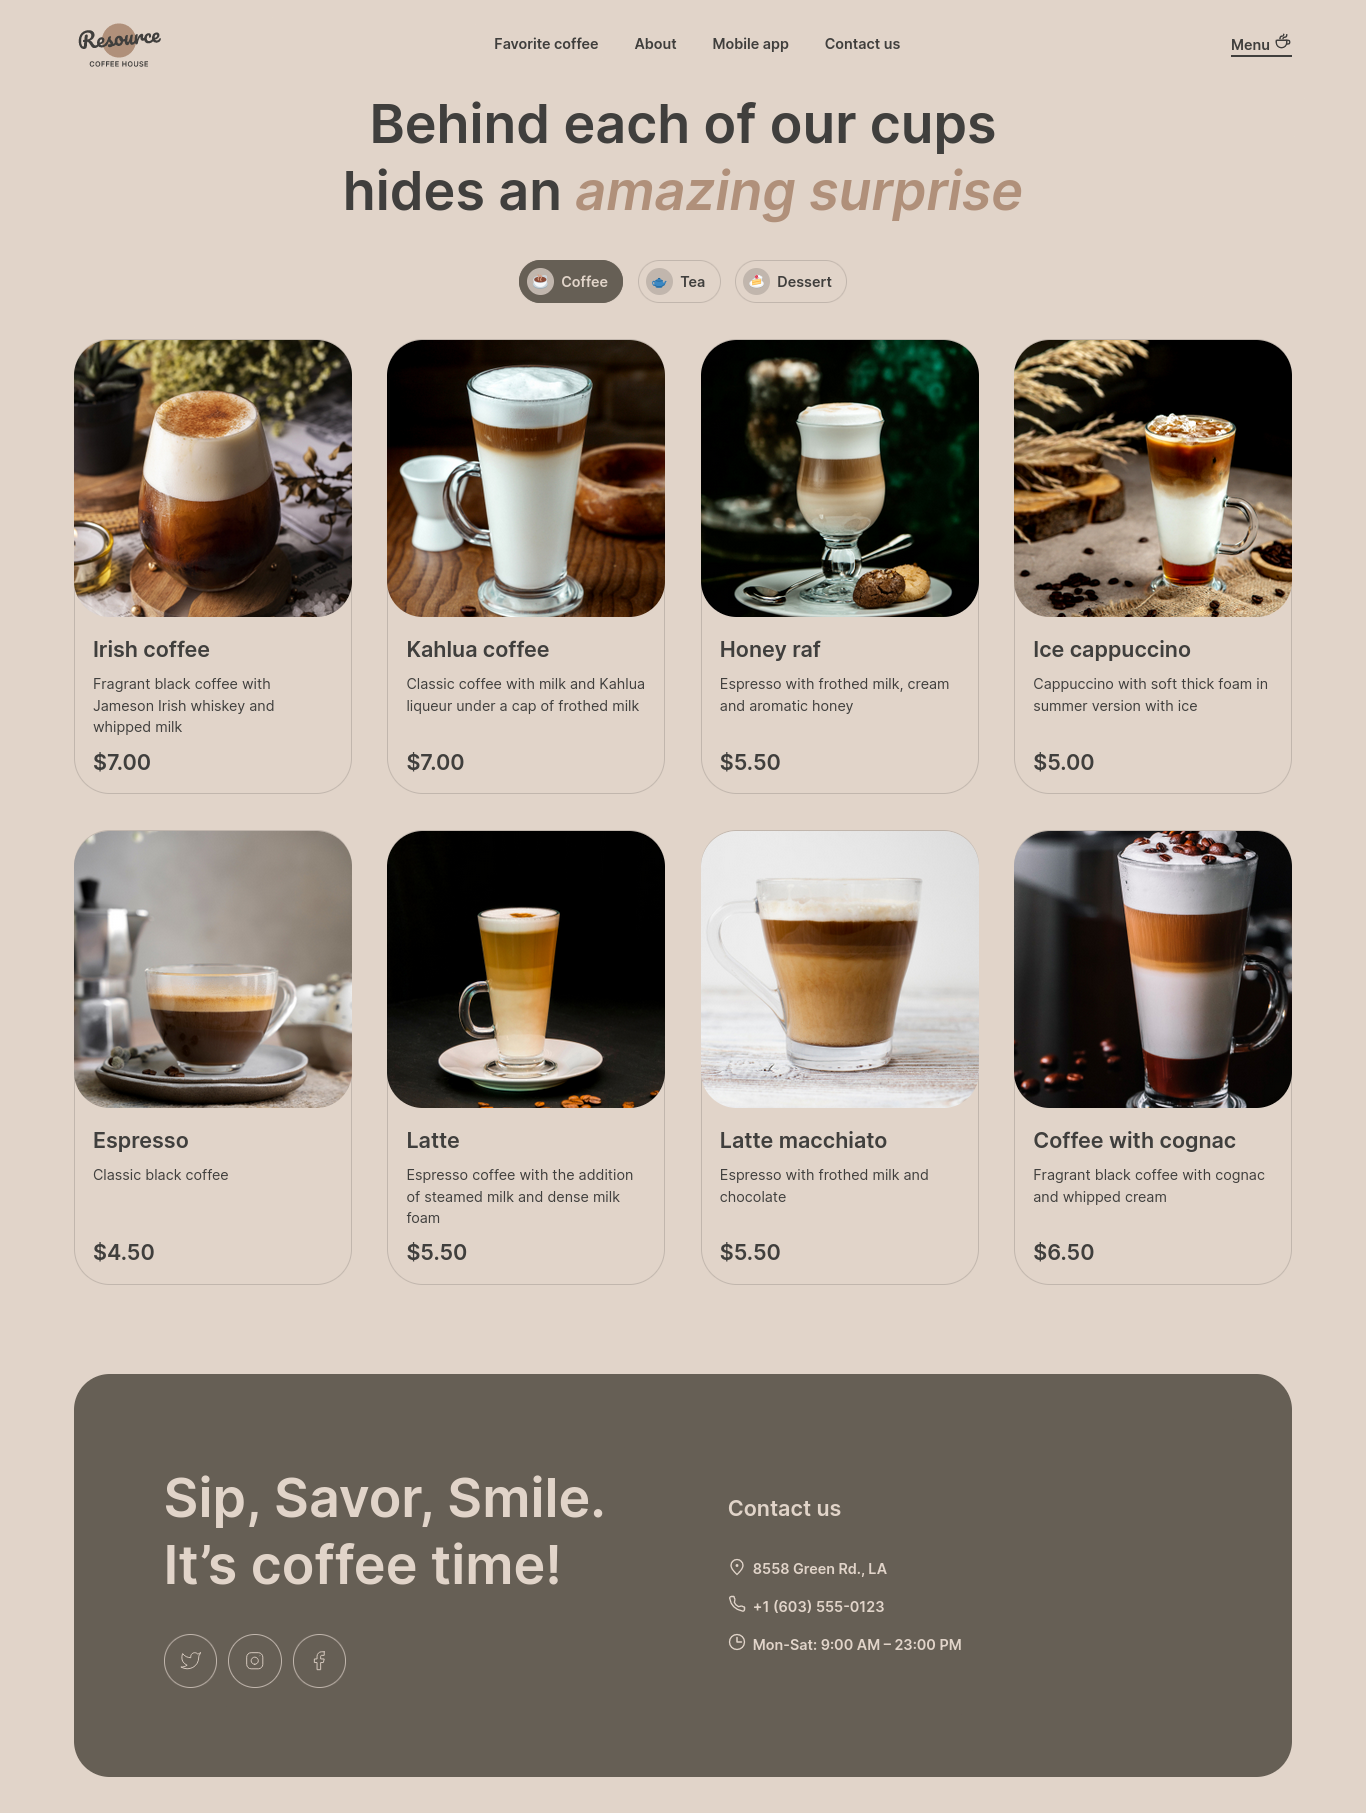 Resource
COFFEE HOUSE
Favorite coffee
About
Mobile app
Contact us
Menu
Behind each of our cups
hides an amazing surprise
Coffee
Tea
Dessert
Irish coffee
Fragrant black coffee with
Jameson Irish whiskey and
whipped milk
$7.00
Kahlua coffee
Classic coffee with milk and Kahlua
liqueur under a cap of frothed milk
$7.00
Honey raf
Espresso with frothed milk, cream
and aromatic honey
$5.50
Ice cappuccino
Cappuccino with soft thick foam in
summer version with ice
$5.00
Espresso
Classic black coffee
$4.50
Latte
Espresso coffee with the addition
of steamed milk and dense milk
foam
$5.50
Latte macchiato
Espresso with frothed milk and
chocolate
$5.50
Coffee with cognac
Fragrant black coffee with cognac
and whipped cream
$6.50
Sip, Savor, Smile.
It’s coffee time!
Contact us
8558 Green Rd., LA
+1 (603) 555-0123
Mon-Sat: 9:00 AM – 23:00 PM